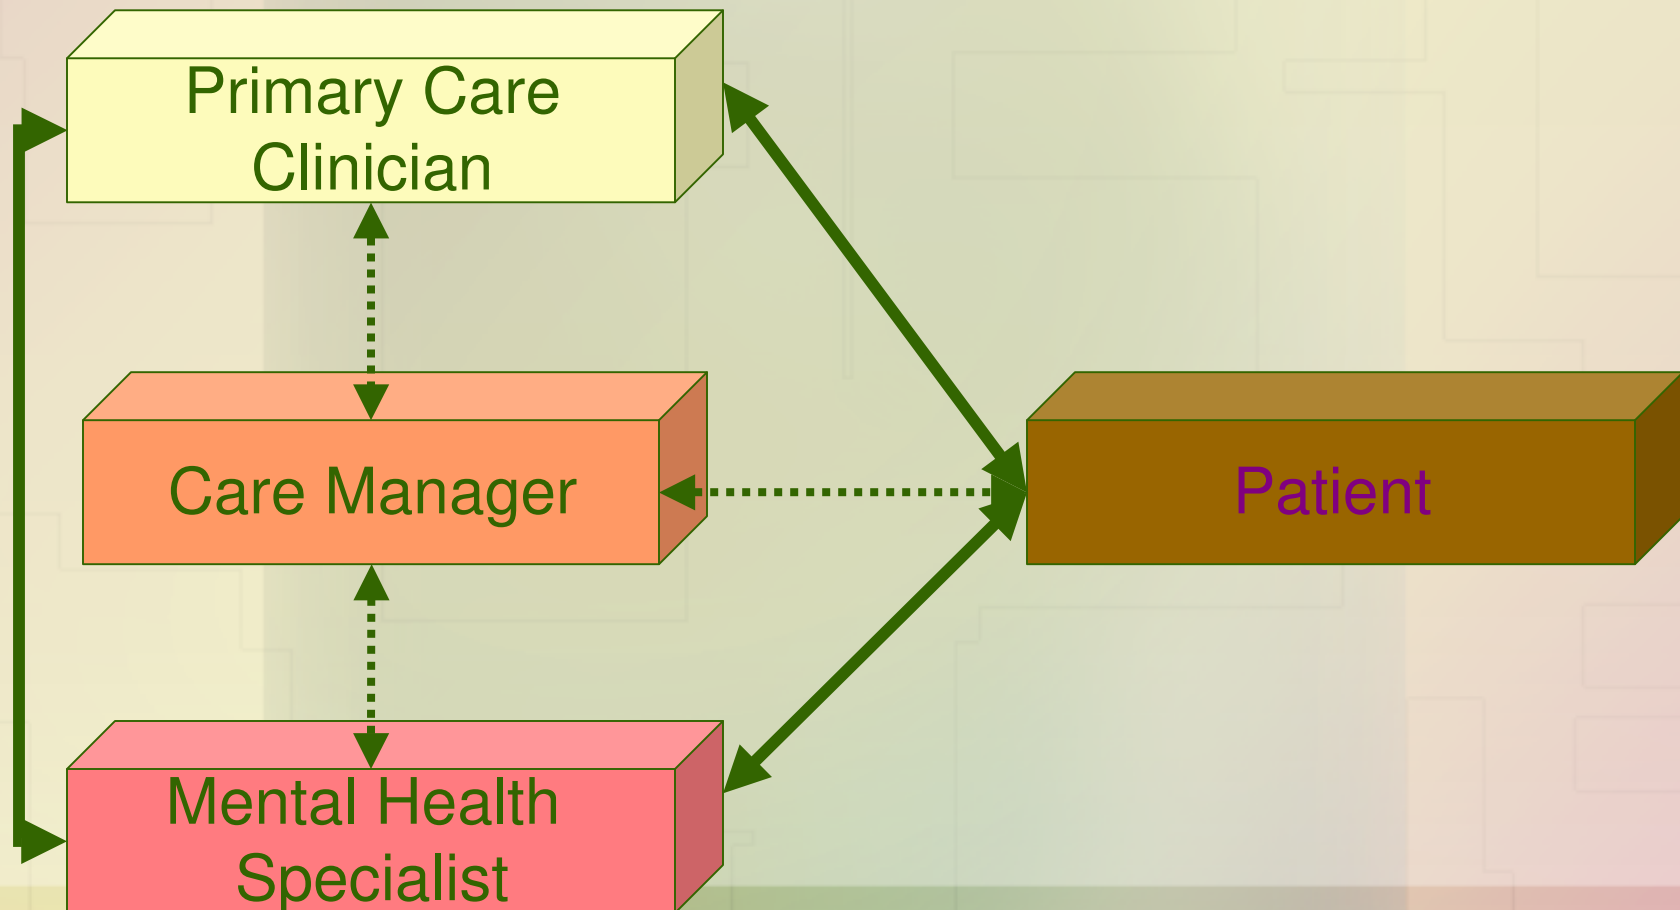 Primary Care
Clinician
Care Manager
Patient
Mental Health
Specialist